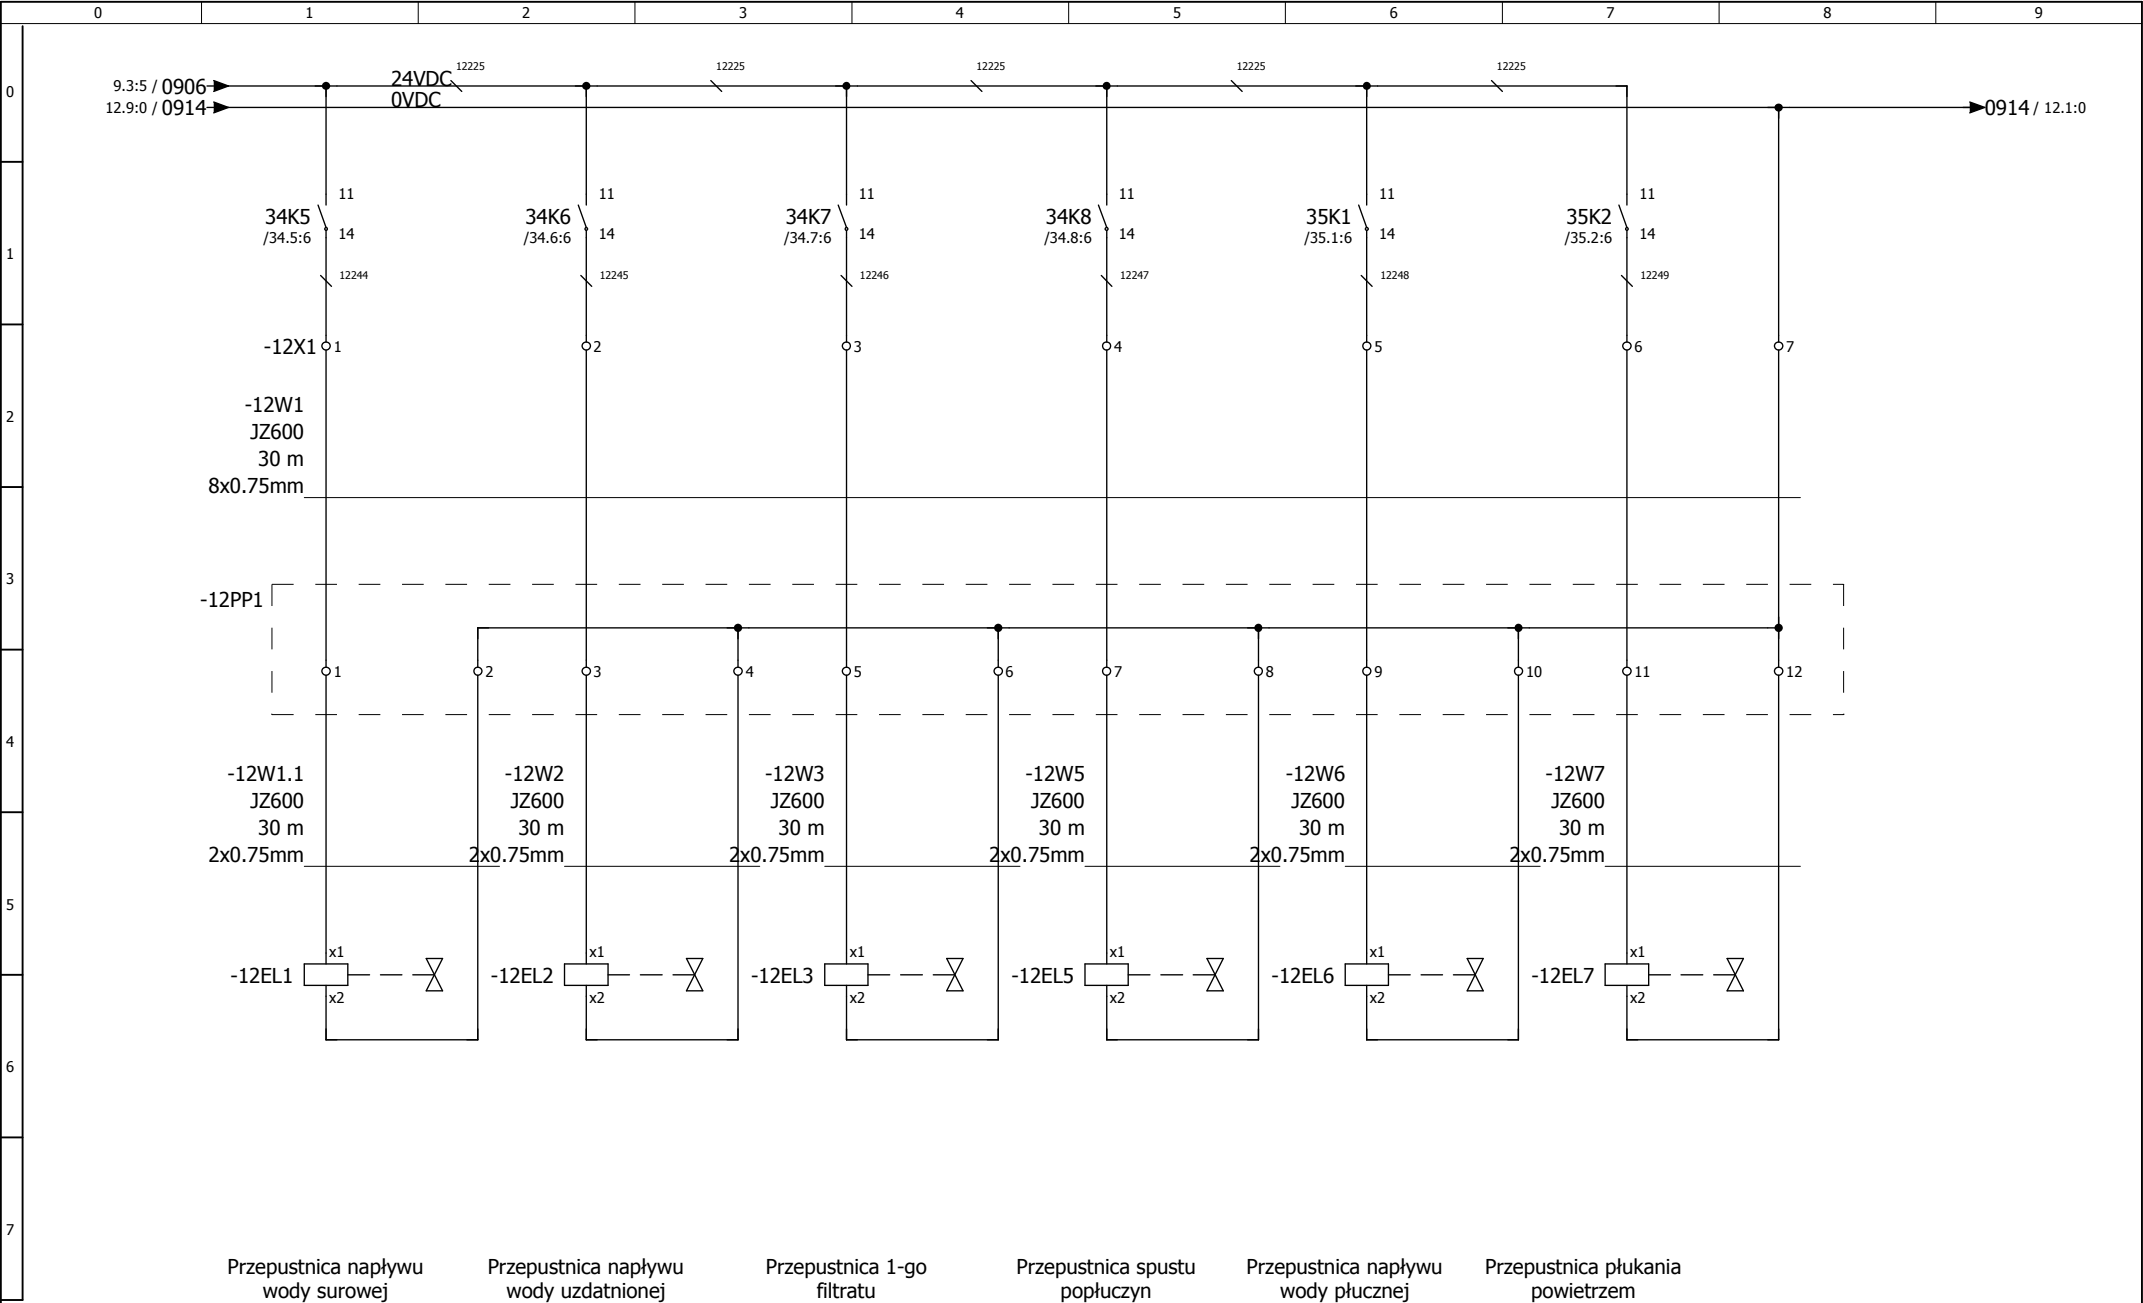 0 1 2 3 4 5 6 7 8 9
0
1
2
3
4
5
6
7
9.3:5 / 0906 24VDC 12225 12225 12225 12225 12225
12.9:0 / 0914 0VDC 0914 / 12.1:0
11 11 11 11 11 11
34K5 34K6 34K7 34K8 35K1 35K2
/34.5:6 14 /34.6:6 14 /34.7:6 14 /34.8:6 14 /35.1:6 14 /35.2:6 14
12244 12245 12246 12247 12248 12249
-12X1 1 2 3 4 5 6 7
-12W1
JZ600
30 m
8x0.75mm
-12PP1
1 2 3 4 5 6 7 8 9 10 11 12
-12W1.1 -12W2 -12W3 -12W5 -12W6 -12W7
JZ600 JZ600 JZ600 JZ600 JZ600 JZ600
30 m 30 m 30 m 30 m 30 m 30 m
2x0.75mm 2x0.75mm 2x0.75mm 2x0.75mm 2x0.75mm 2x0.75mm
x1 x1 x1 x1 x1 x1
-12EL1 -12EL2 -12EL3 -12EL5 -12EL6 -12EL7
x2 x2 x2 x2 x2 x2
Przepustnica napływu
wody surowej
Przepustnica napływu
wody uzdatnionej
Przepustnica 1-go
filtratu
Przepustnica spustu
popłuczyn
Przepustnica napływu
wody płucznej
Przepustnica płukania
powietrzem